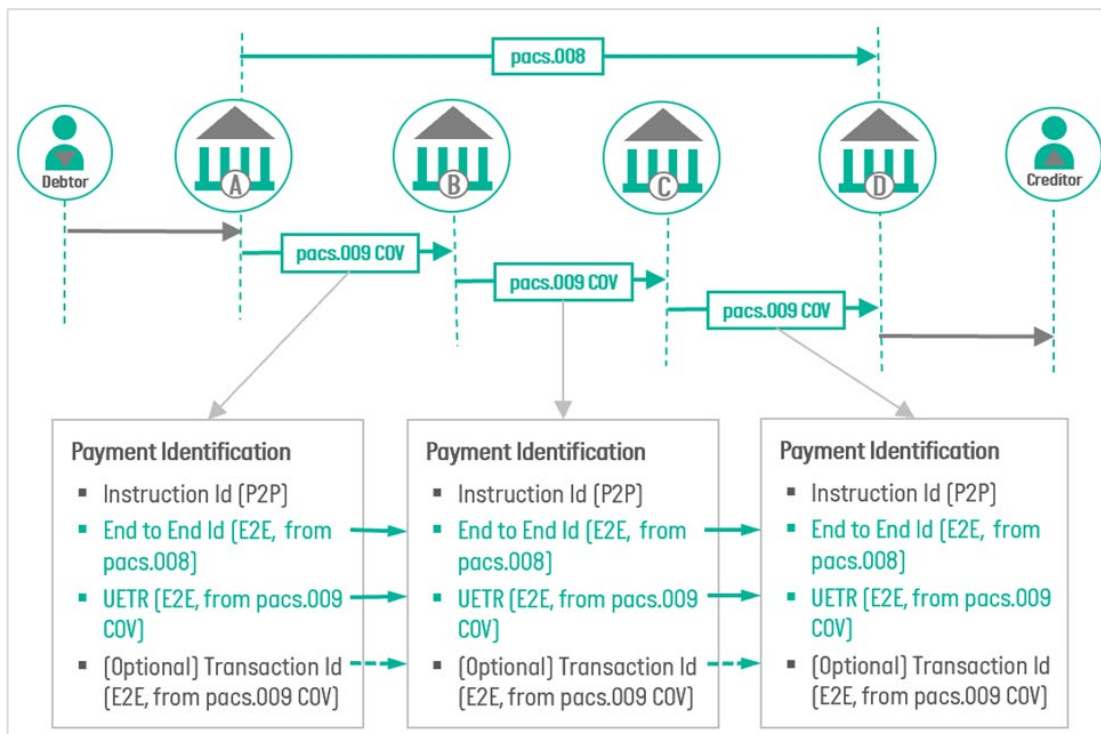 pacs.008
Debtor
A
B
C
D
Creditor
pacs.009 COV
pacs.009 COV
pacs.009 COV
Payment Identification
▪ Instruction Id (P2P)
▪ End to End Id (E2E, from
pacs.008)
▪ UETR (E2E, from pacs.009
COV)
▪ (Optional) Transaction Id
(E2E, from pacs.009 COV)
Payment Identification
▪ Instruction Id (P2P)
▪ End to End Id (E2E, from
pacs.008)
▪ UETR (E2E, from pacs.009
COV)
▪ (Optional) Transaction Id
(E2E, from pacs.009 COV)
Payment Identification
▪ Instruction Id (P2P)
▪ End to End Id (E2E, from
pacs.008)
▪ UETR (E2E, from pacs.009
COV)
▪ (Optional) Transaction Id
(E2E, from pacs.009 COV)